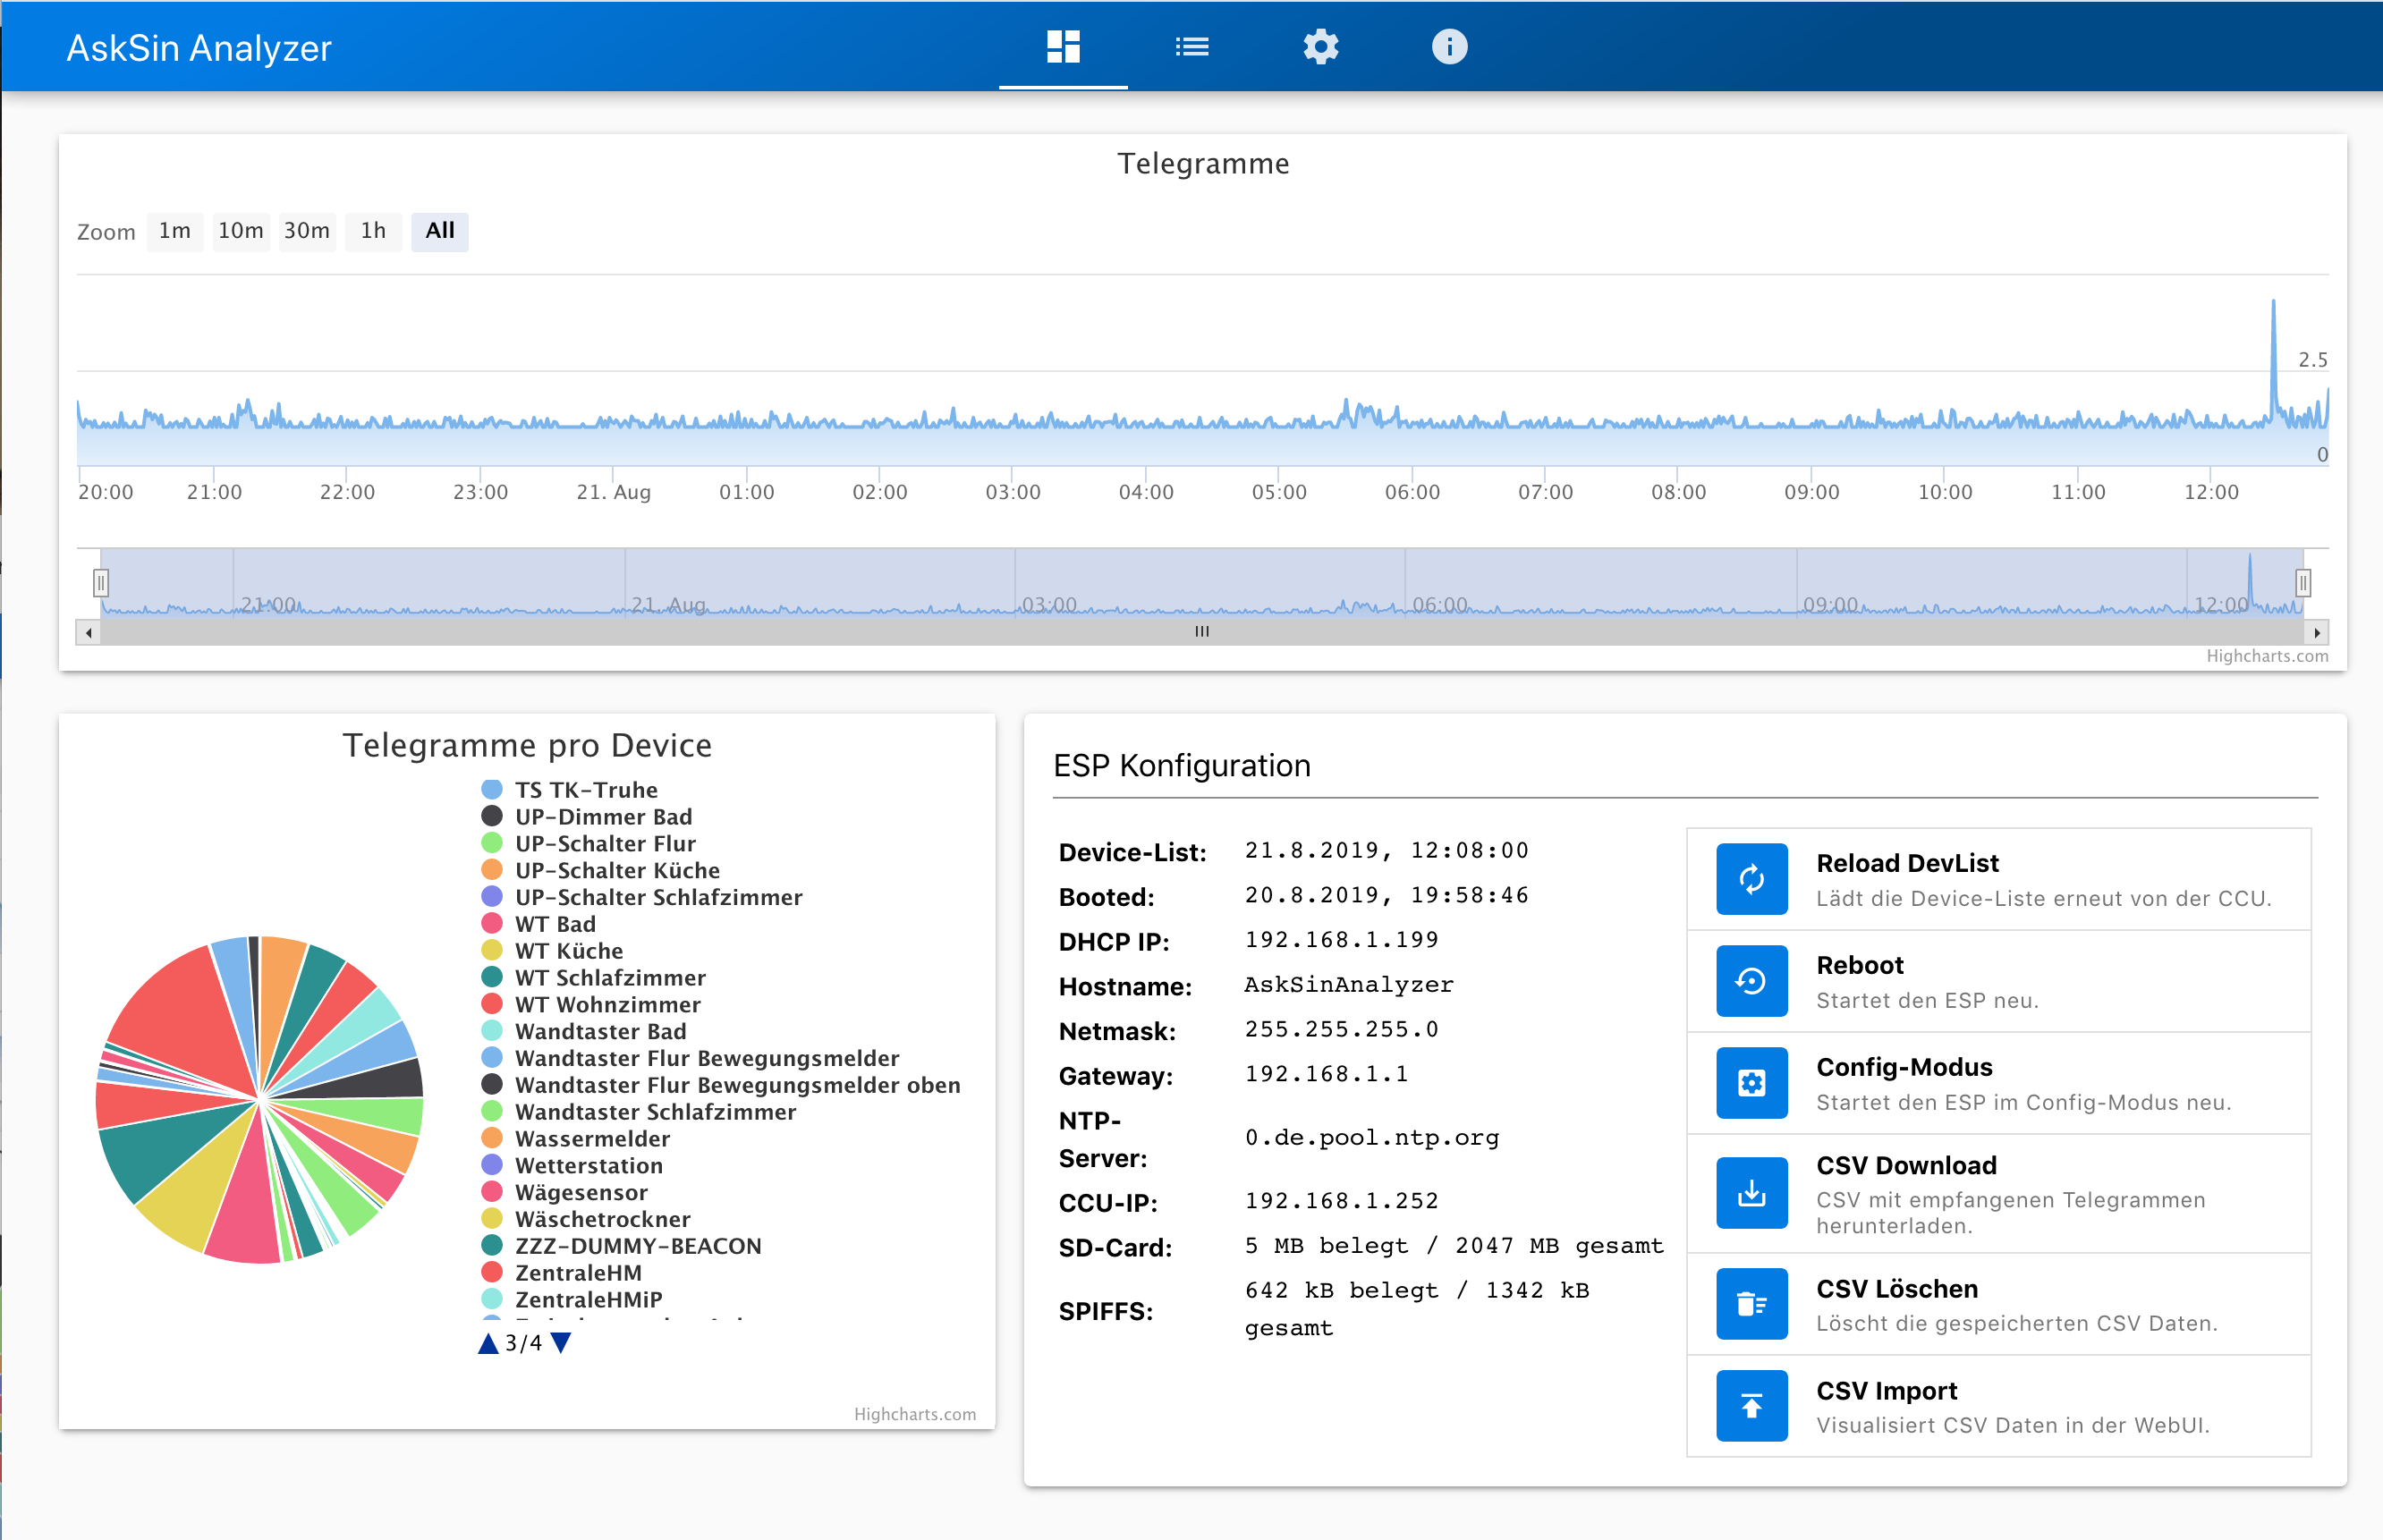 AskSin Analyzer
Telegramme
Zoom 1m 10m 30m 1h All
2.5
0
20:00 21:00 22:00 23:00 21. Aug 01:00 02:00 03:00 04:00 05:00 06:00 07:00 08:00 09:00 10:00 11:00 12:00
21:00 21. Aug 03:00 06:00 09:00 12:00
Highcharts.com
Telegramme pro Device
TS TK-Truhe
UP-Dimmer Bad
UP-Schalter Flur
UP-Schalter Küche
UP-Schalter Schlafzimmer
WT Bad
WT Küche
WT Schlafzimmer
WT Wohnzimmer
Wandtaster Bad
Wandtaster Flur Bewegungsmelder
Wandtaster Flur Bewegungsmelder oben
Wandtaster Schlafzimmer
Wassermelder
Wetterstation
Wägesensor
Wäschetrockner
ZZZ-DUMMY-BEACON
ZentraleHM
ZentraleHMiP
3/4
Highcharts.com
ESP Konfiguration
Device-List: 21.8.2019, 12:08:00
Booted: 20.8.2019, 19:58:46
DHCP IP: 192.168.1.199
Hostname: AskSinAnalyzer
Netmask: 255.255.255.0
Gateway: 192.168.1.1
NTP-
Server: 0.de.pool.ntp.org
CCU-IP: 192.168.1.252
SD-Card: 5 MB belegt / 2047 MB gesamt
SPIFFS: 642 kB belegt / 1342 kB
gesamt
Reload DevList
Lädt die Device-Liste erneut von der CCU.
Reboot
Startet den ESP neu.
Config-Modus
Startet den ESP im Config-Modus neu.
CSV Download
CSV mit empfangenen Telegrammen
herunterladen.
CSV Löschen
Löscht die gespeicherten CSV Daten.
CSV Import
Visualisiert CSV Daten in der WebUI.